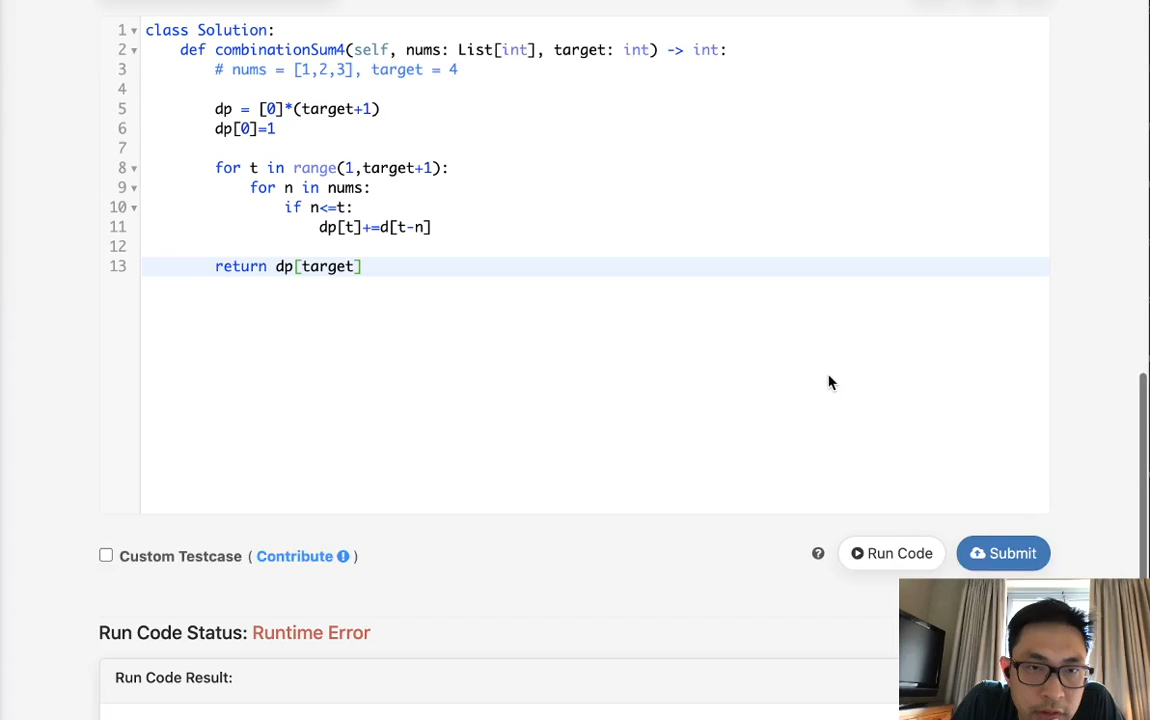 1 class Solution:
2 def combinationSum4(self, nums: List[int], target: int) -> int:
3 # nums = [1,2,3], target = 4
4
5 dp = [0]*(target+1)
6 dp[0]=1
7
8 for t in range(1,target+1):
9 for n in nums:
10 if n<=t:
11 dp[t]+=d[t-n]
12
13 return dp[target]
Custom Testcase ( Contribute ! )
? Run Code Submit
Run Code Status: Runtime Error
Run Code Result: